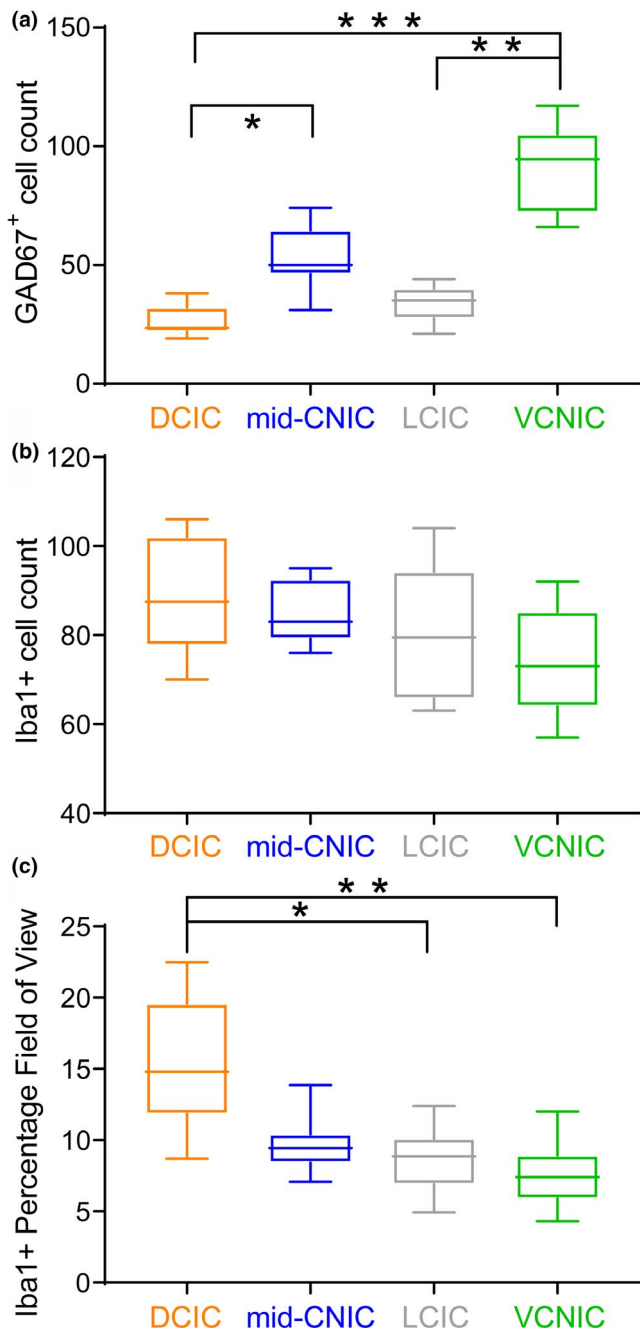 (a)
150
* * *
* *
*
100
50
0
GAD67+ cell count
DCIC mid-CNIC LCIC VCNIC
(b)
120
100
80
60
40
Iba1+ cell count
DCIC mid-CNIC LCIC VCNIC
(c)
* *
*
25
20
15
10
5
0
Iba1+ Percentage Field of View
DCIC mid-CNIC LCIC VCNIC